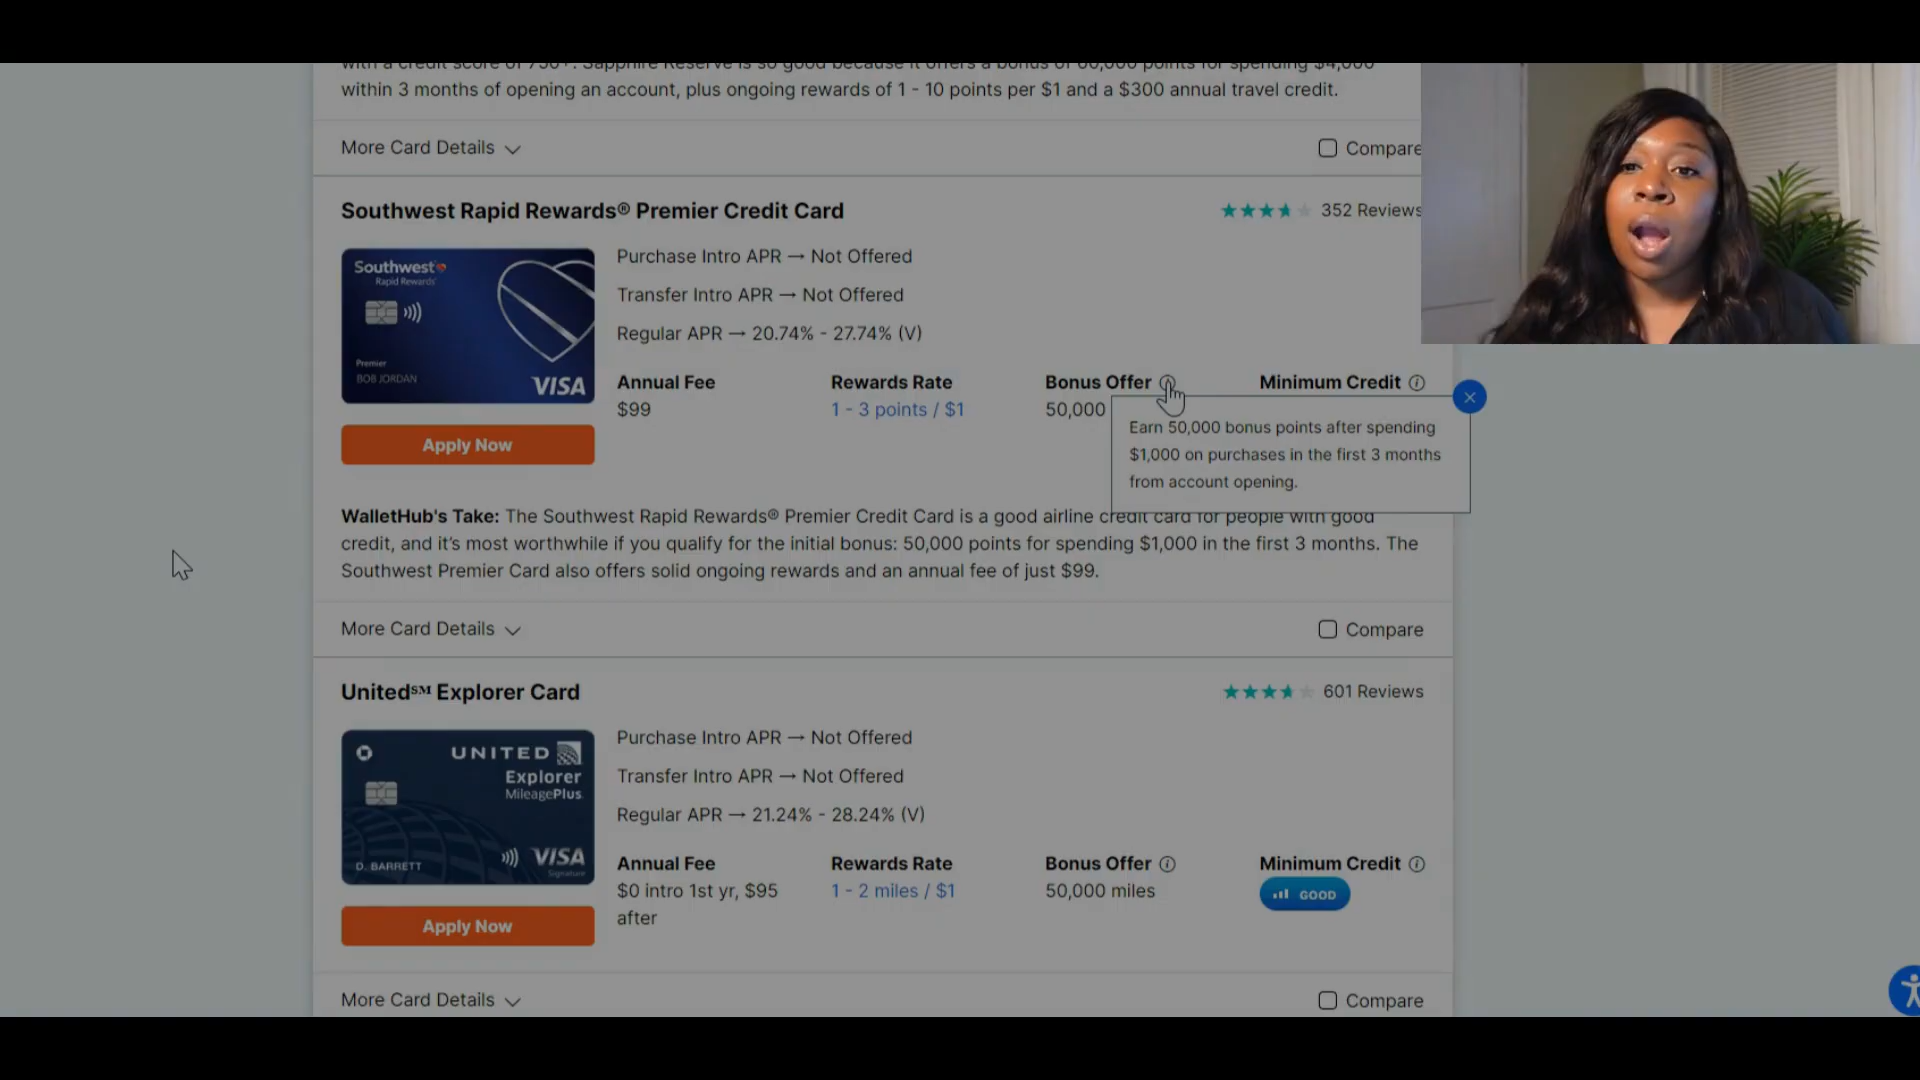 with a credit score of 750+. Sapphire Reserve is so good because it offers a bonus of 60,000 points for spending $4,000
within 3 months of opening an account, plus ongoing rewards of 1 - 10 points per $1 and a $300 annual travel credit.
More Card Details
Compare
Southwest Rapid Rewards® Premier Credit Card
352 Reviews
Southwest
Rapid Rewards®
Premier
BOB JORDAN
VISA
Purchase Intro APR → Not Offered
Transfer Intro APR → Not Offered
Regular APR → 20.74% - 27.74% (V)
Annual Fee
$99
Rewards Rate
1 - 3 points / $1
Bonus Offer
50,000
Minimum Credit
Earn 50,000 bonus points after spending
$1,000 on purchases in the first 3 months
from account opening.
Apply Now
WalletHub's Take: The Southwest Rapid Rewards® Premier Credit Card is a good airline credit card for people with good
credit, and it's most worthwhile if you qualify for the initial bonus: 50,000 points for spending $1,000 in the first 3 months. The
Southwest Premier Card also offers solid ongoing rewards and an annual fee of just $99.
More Card Details
Compare
United℠ Explorer Card
601 Reviews
UNITED
Explorer
MileagePlus
D. BARRETT
VISA
Signature
Purchase Intro APR → Not Offered
Transfer Intro APR → Not Offered
Regular APR → 21.24% - 28.24% (V)
Annual Fee
$0 intro 1st yr, $95
after
Rewards Rate
1 - 2 miles / $1
Bonus Offer
50,000 miles
Minimum Credit
GOOD
Apply Now
More Card Details
Compare